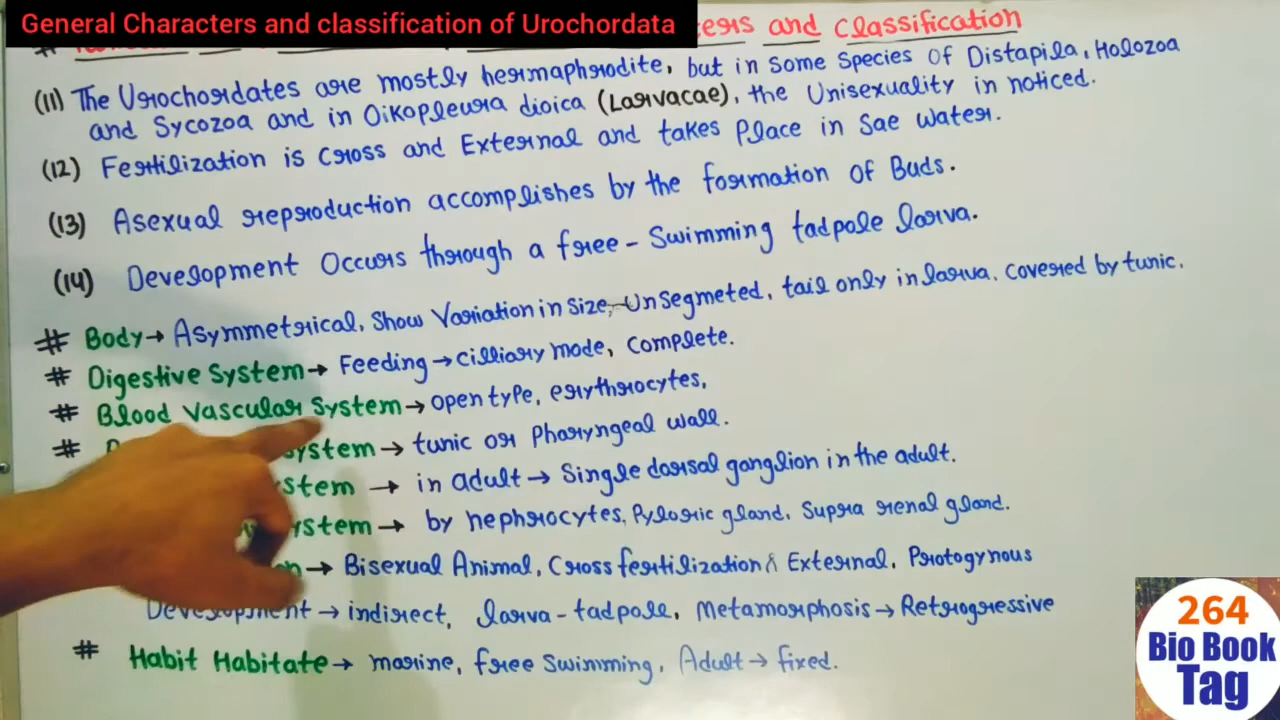 General Characters and classification of Urochordata
ters and Classification
(11) The Urochordates are mostly hermaphrodite, but in some species of Distapila, Holozoa
and Sycozoa and in Oikopleura dioica (Larvacae), the Unisexuality in noticed.
(12) Fertilization is cross and External and takes place in Sae water.
(13) Asexual reproduction accomplishes by the formation of Buds.
(14) Development Occurs through a free - Swimming tadpole larva.
# Body → Asymmetrical, Show Variation in Size, UnSegmeted, tail only in larva. Covered by tunic.
# Digestive System → Feeding → cilliary mode, Complete.
# Blood Vascular System → open type, erythrocytes,
# System → tunic or Pharyngeal wall.
stem → in adult → Single dorsal ganglion in the adult.
ystem → by nephrocytes, Pyloric gland, Supra renal gland.
on → Bisexual Animal, Cross fertilization & External, Protogynous
Development → indirect, larva - tadpole, Metamorphosis → Retrogressive
# Habit Habitate → marine, free swimming, Adult → fixed.
264
Bio Book
Tag